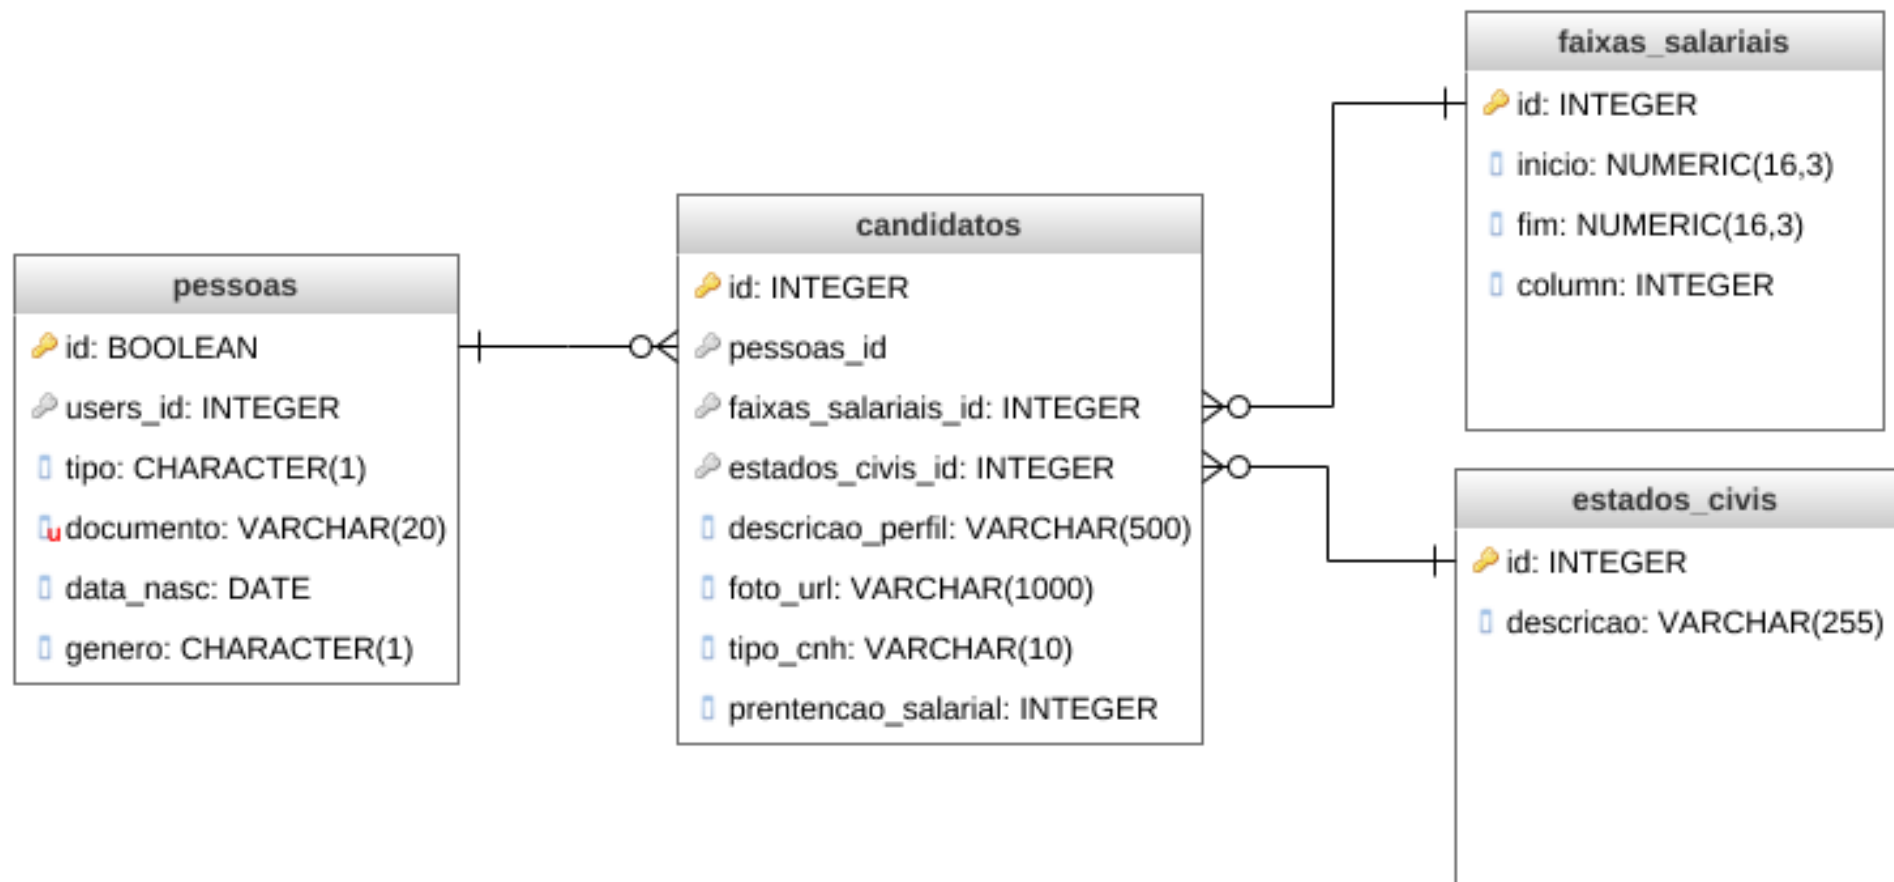 pessoas
id: BOOLEAN
users_id: INTEGER
tipo: CHARACTER(1)
documento: VARCHAR(20)
data_nasc: DATE
genero: CHARACTER(1)
candidatos
id: INTEGER
pessoas_id
faixas_salariais_id: INTEGER
estados_civis_id: INTEGER
descricao_perfil: VARCHAR(500)
foto_url: VARCHAR(1000)
tipo_cnh: VARCHAR(10)
prentencao_salarial: INTEGER
faixas_salariais
id: INTEGER
inicio: NUMERIC(16,3)
fim: NUMERIC(16,3)
column: INTEGER
estados_civis
id: INTEGER
descricao: VARCHAR(255)